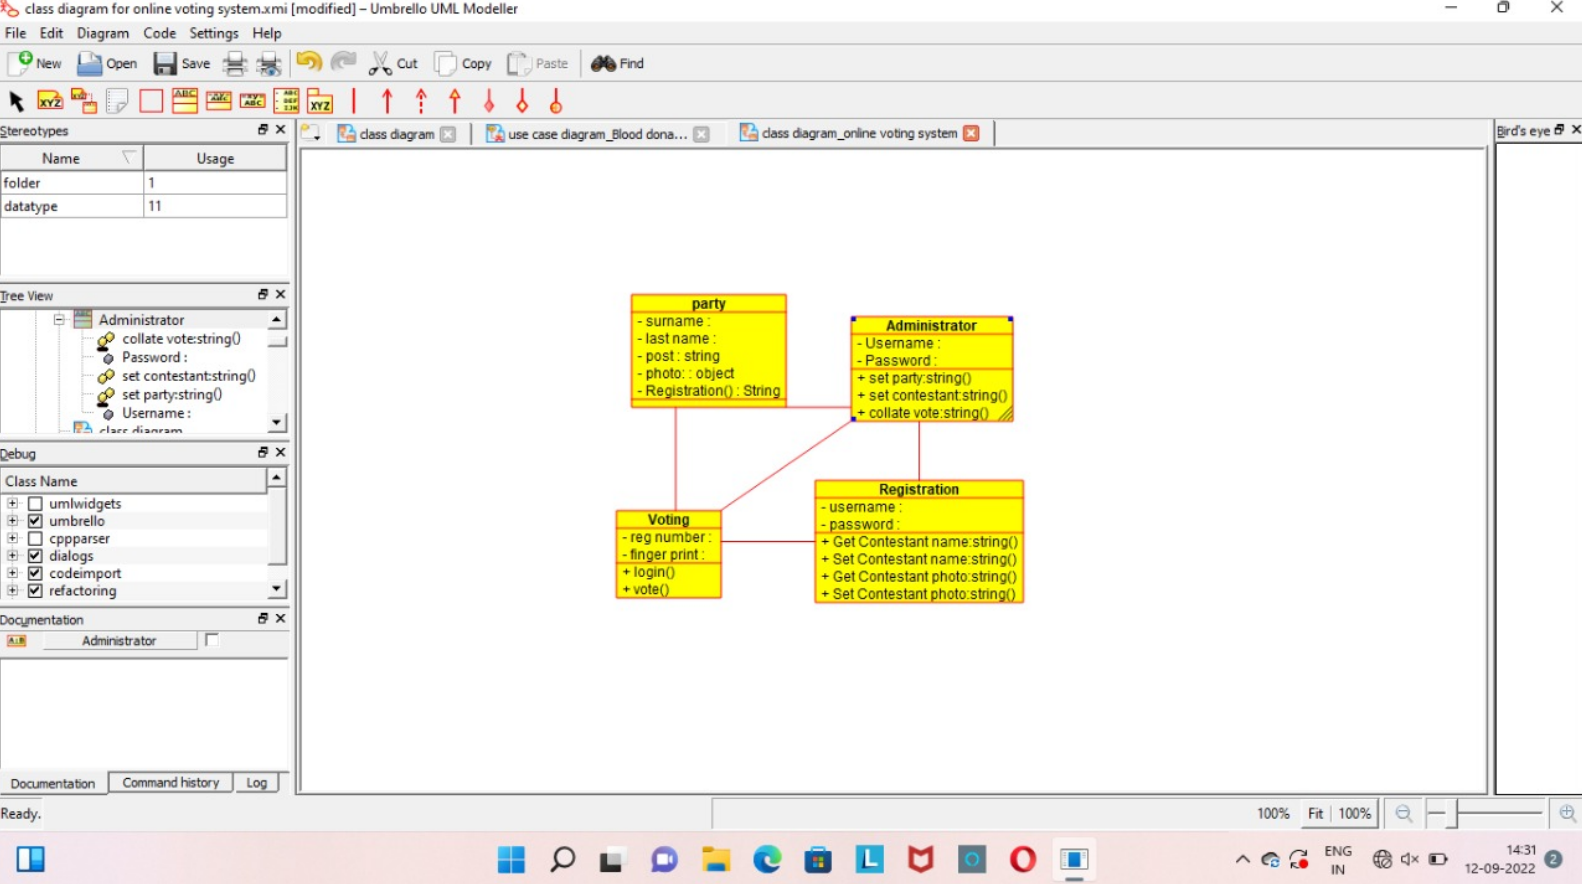 class diagram for online voting system.xmi [modified] – Umbrello UML Modeller
File Edit Diagram Code Settings Help
New Open Save Cut Copy Paste Find
XYZ ABC ABC ABC XYZ
Stereotypes
Name Usage
folder 1
datatype 11
class diagram use case diagram_Blood dona... class diagram_online voting system
Bird's eye
Tree View
Administrator
collate vote:string()
Password :
set contestant:string()
set party:string()
Username :
class diagram
Debug
Class Name
umlwidgets
umbrello
cppparser
dialogs
codeimport
refactoring
Documentation
Administrator
Documentation Command history Log
party
- surname :
- last name :
- post : string
- photo: : object
- Registration() : String
Administrator
- Username :
- Password :
+ set party:string()
+ set contestant:string()
+ collate vote:string()
Voting
- reg number :
- finger print :
+ login()
+ vote()
Registration
- username :
- password :
+ Get Contestant name:string()
+ Set Contestant name:string()
+ Get Contestant photo:string()
+ Set Contestant photo:string()
Ready.
100% Fit 100%
L
ENG
IN
14:31
12-09-2022
2